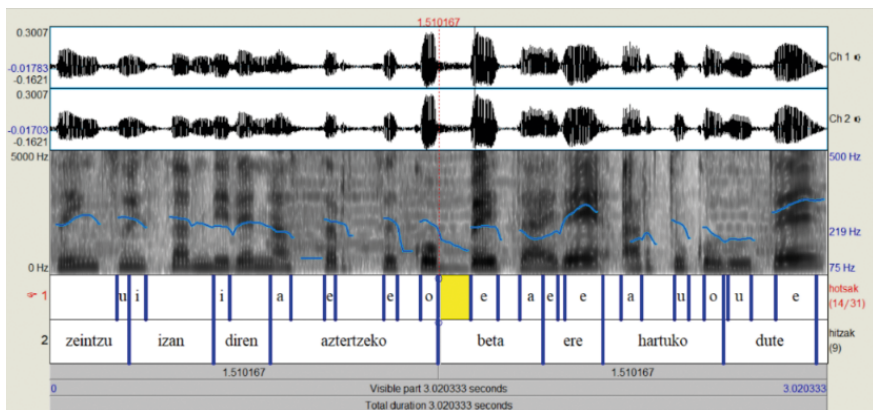 1.510167
0.3007
-0.01783
-0.1621
Ch 1
0.3007
-0.01703
-0.1621
Ch 2
5000 Hz 500 Hz
219 Hz
0 Hz 75 Hz
1 u i i a e e o e a e e a u o u e hotsak
(14/31)
2 zeintzu izan diren aztertzeko beta ere hartuko dute hitzak
(9)
1.510167 1.510167
0 Visible part 3.020333 seconds 3.020333
Total duration 3.020333 seconds